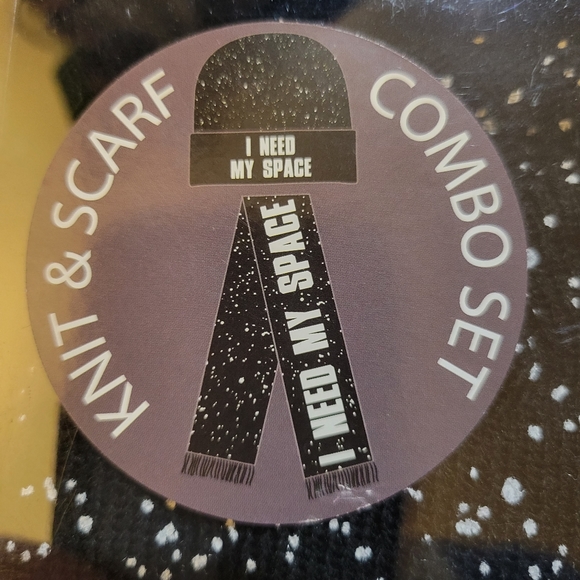 KNIT & SCARF
COMBO SET
I NEED
MY SPACE
I NEED MY SPACE